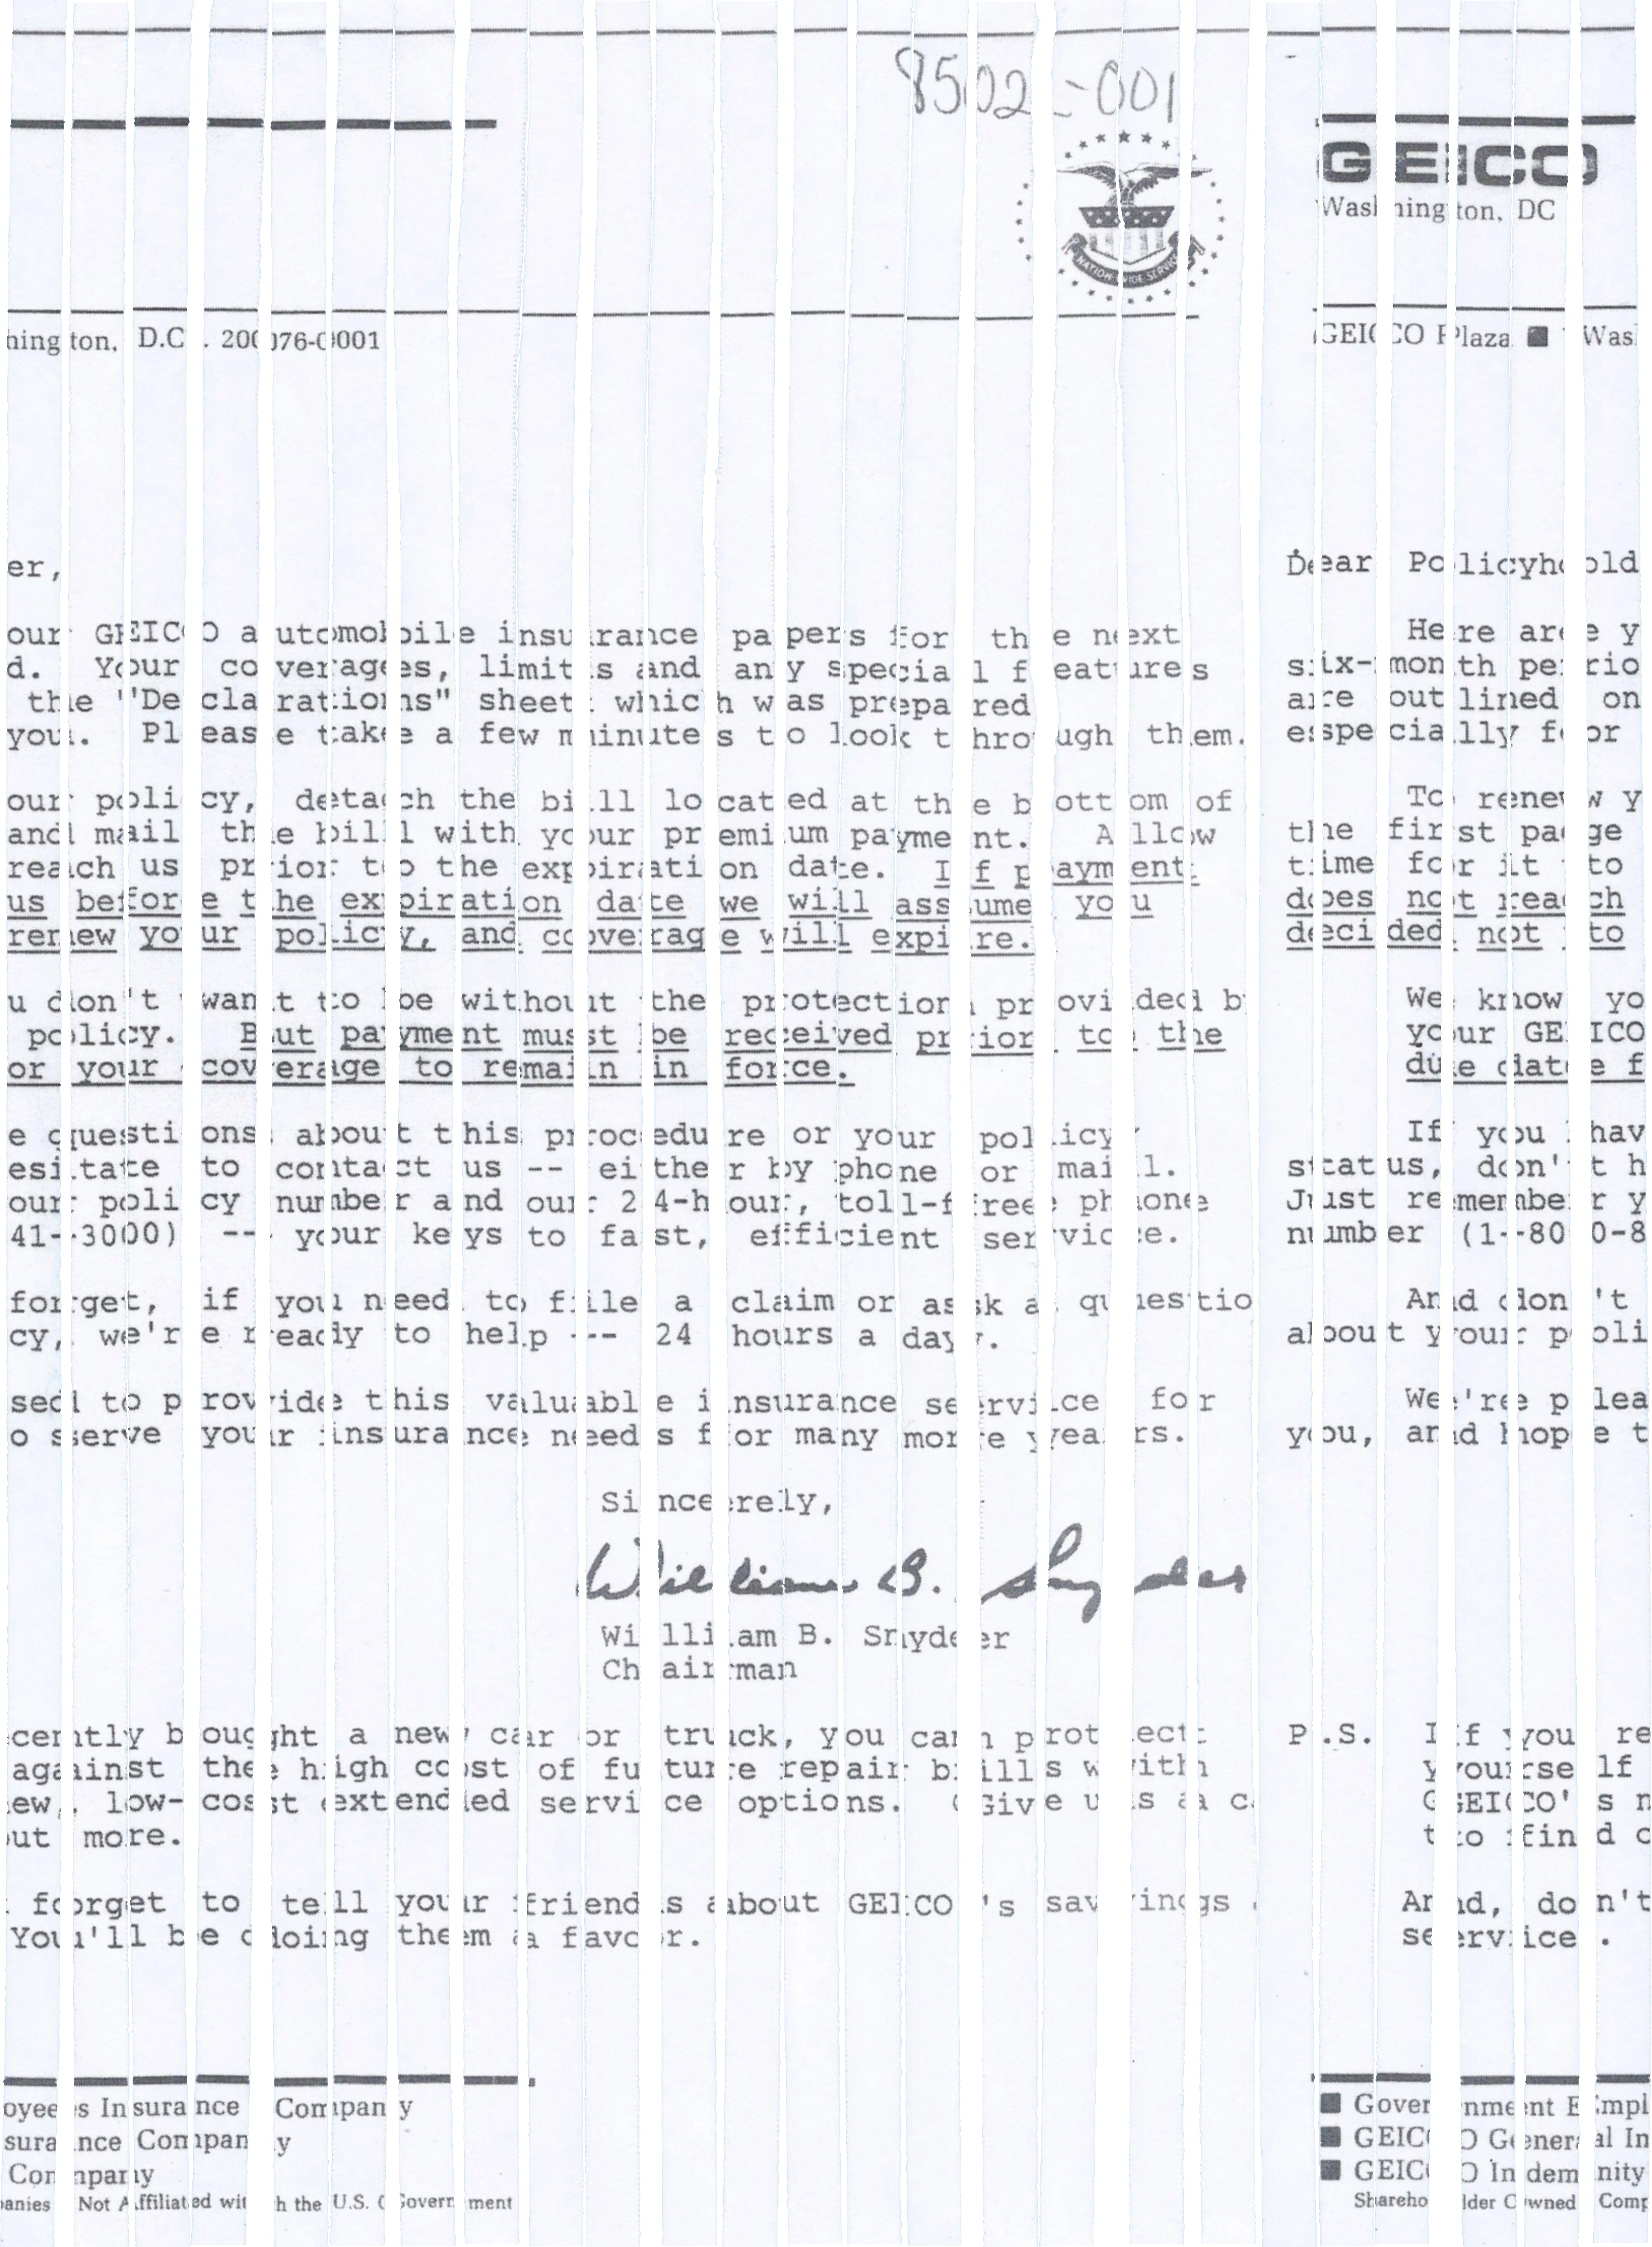 8502-001
GEICO
Washington, DC
NATION-WIDE SERVICE
hington, D.C. 20076-0001 GEICO Plaza ■ Was
er, Dear Policyhold
our GEICO automobile insurance papers for the next Here are y
d. Your coverages, limits and any special features six-month perio
the "Declarations" sheet which was prepared are outlined on
you. Please take a few minutes to look through them. especially for
our policy, detach the bill located at the bottom of To renew y
and mail the bill with your premium payment. Allow the first page
reach us prior to the expiration date. If payment time for it to
us before the expiration date we will assume you does not reach
renew your policy, and coverage will expire. decided not to
u don't want to be without the protection provided b We know yo
policy. But payment must be received prior to the your GEICO
or your coverage to remain in force. due date f
e questions about this procedure or your policy If you hav
esitate to contact us -- either by phone or mail. status, don't h
our policy number and our 24-hour, toll-free phone Just remember y
41-3000) -- your keys to fast, efficient service. number (1-800-8
forget, if you need to file a claim or ask a questio And don't
cy, we're ready to help -- 24 hours a day. about your poli
sed to provide this valuable insurance service for We're plea
o serve your insurance needs for many more years. you, and hope t
Sincerely,
William B. Snyder
William B. Snyder
Chairman
cently bought a new car or truck, you can protect P.S. If you re
against the high cost of future repair bills with yourself
ew, low-cost extended service options. Give us a c GEICO's n
ut more. to find o
forget to tell your friends about GEICO's savings And, don't
You'll be doing them a favor. service.
oyees Insurance Company ■ Government Empl
surance Company ■ GEICO General In
Company ■ GEICO Indemnity
panies Not Affiliated with the U.S. Government Shareholder Owned Comp